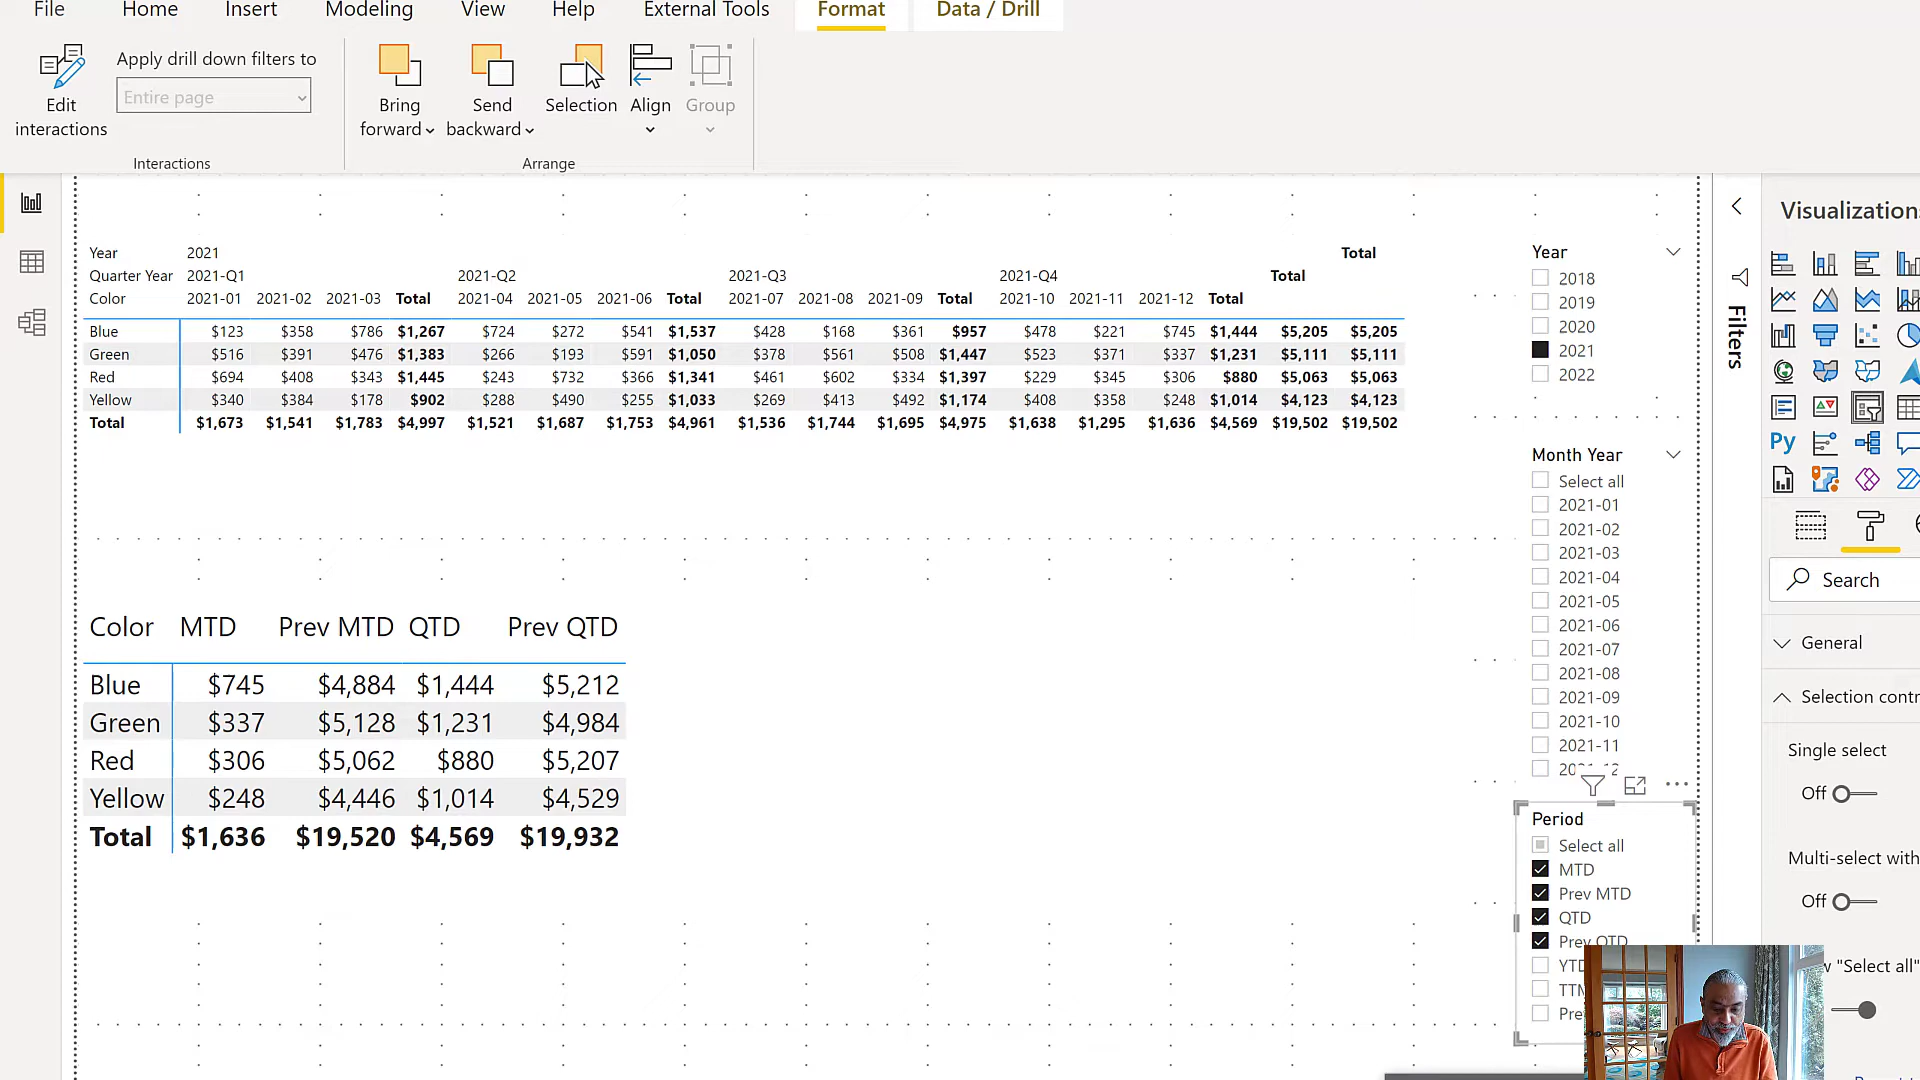 File Home Insert Modeling View Help External Tools Format Data / Drill
Edit interactions
Apply drill down filters to
Entire page
Interactions
Bring forward
Send backward
Selection
Align
Group
Arrange
Year 2021 Total
Quarter Year 2021-Q1 2021-Q2 2021-Q3 2021-Q4 Total
Color 2021-01 2021-02 2021-03 Total 2021-04 2021-05 2021-06 Total 2021-07 2021-08 2021-09 Total 2021-10 2021-11 2021-12 Total
Blue $123 $358 $786 $1,267 $724 $272 $541 $1,537 $428 $168 $361 $957 $478 $221 $745 $1,444 $5,205 $5,205
Green $516 $391 $476 $1,383 $266 $193 $591 $1,050 $378 $561 $508 $1,447 $523 $371 $337 $1,231 $5,111 $5,111
Red $694 $408 $343 $1,445 $243 $732 $366 $1,341 $461 $602 $334 $1,397 $229 $345 $306 $880 $5,063 $5,063
Yellow $340 $384 $178 $902 $288 $490 $255 $1,033 $269 $413 $492 $1,174 $408 $358 $248 $1,014 $4,123 $4,123
Total $1,673 $1,541 $1,783 $4,997 $1,521 $1,687 $1,753 $4,961 $1,536 $1,744 $1,695 $4,975 $1,638 $1,295 $1,636 $4,569 $19,502 $19,502
Color MTD Prev MTD QTD Prev QTD
Blue $745 $4,884 $1,444 $5,212
Green $337 $5,128 $1,231 $4,984
Red $306 $5,062 $880 $5,207
Yellow $248 $4,446 $1,014 $4,529
Total $1,636 $19,520 $4,569 $19,932
Year
2018
2019
2020
2021
2022
Month Year
Select all
2021-01
2021-02
2021-03
2021-04
2021-05
2021-06
2021-07
2021-08
2021-09
2021-10
2021-11
Period
Select all
MTD
Prev MTD
QTD
Prev QTD
YTD
Filters
Visualizations
Py
Search
General
Selection contr
Single select
Off
Multi-select with
Off
"Select all"